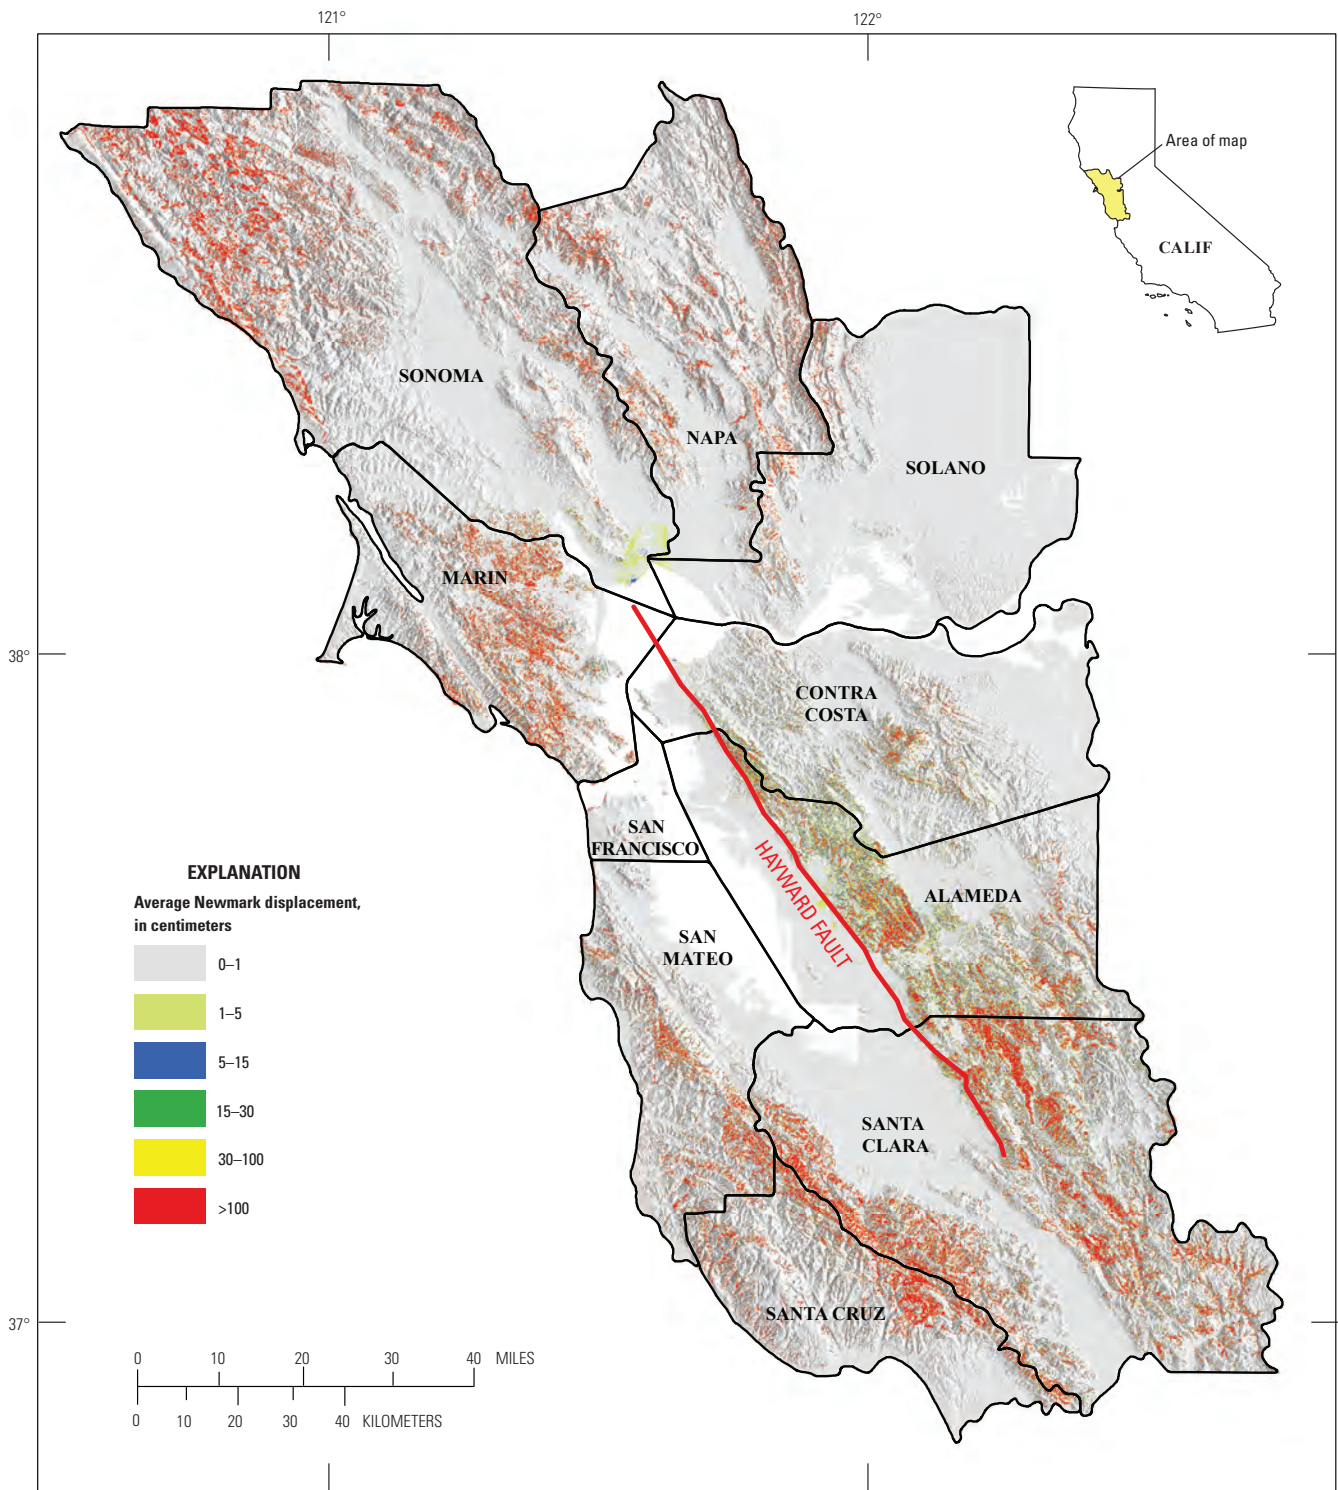 121°
122°
Area of map
CALIF
SONOMA
NAPA
SOLANO
MARIN
38°
CONTRA
COSTA
SAN
FRANCISCO
HAYWARD FAULT
ALAMEDA
SAN
MATEO
EXPLANATION
Average Newmark displacement,
in centimeters
0–1
1–5
5–15
15–30
30–100
>100
SANTA
CLARA
SANTA CRUZ
37°
0 10 20 30 40 MILES
0 10 20 30 40 KILOMETERS